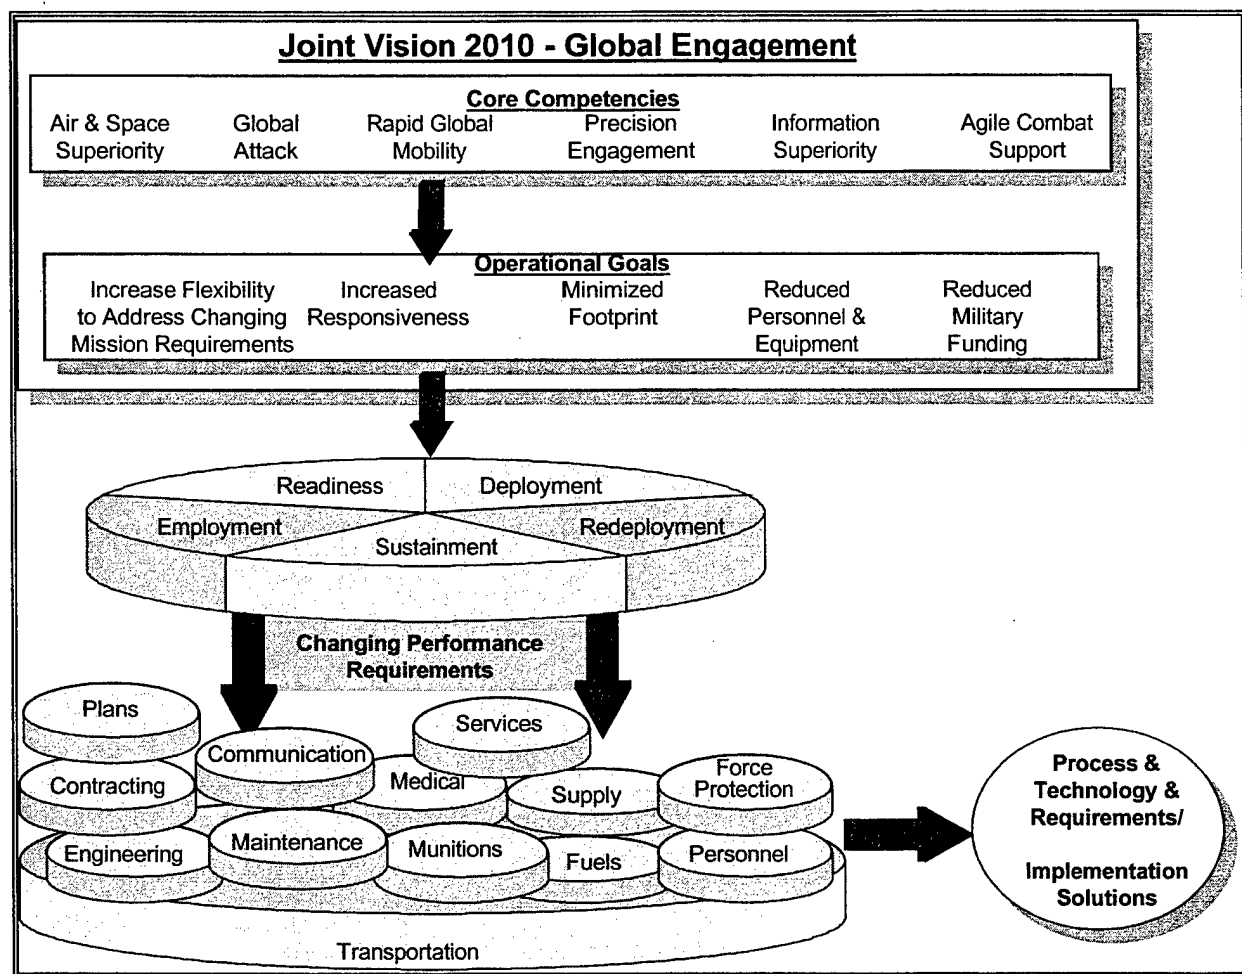 Joint Vision 2010 - Global Engagement
Core Competencies
Air & Space
Superiority
Global
Attack
Rapid Global
Mobility
Precision
Engagement
Information
Superiority
Agile Combat
Support
Operational Goals
Increase Flexibility
to Address Changing
Mission Requirements
Increased
Responsiveness
Minimized
Footprint
Reduced
Personnel &
Equipment
Reduced
Military
Funding
Readiness
Deployment
Employment
Redeployment
Sustainment
Changing Performance
Requirements
Plans
Services
Communication
Contracting
Medical
Supply
Force
Protection
Engineering
Maintenance
Munitions
Fuels
Personnel
Transportation
Process &
Technology &
Requirements/
Implementation
Solutions